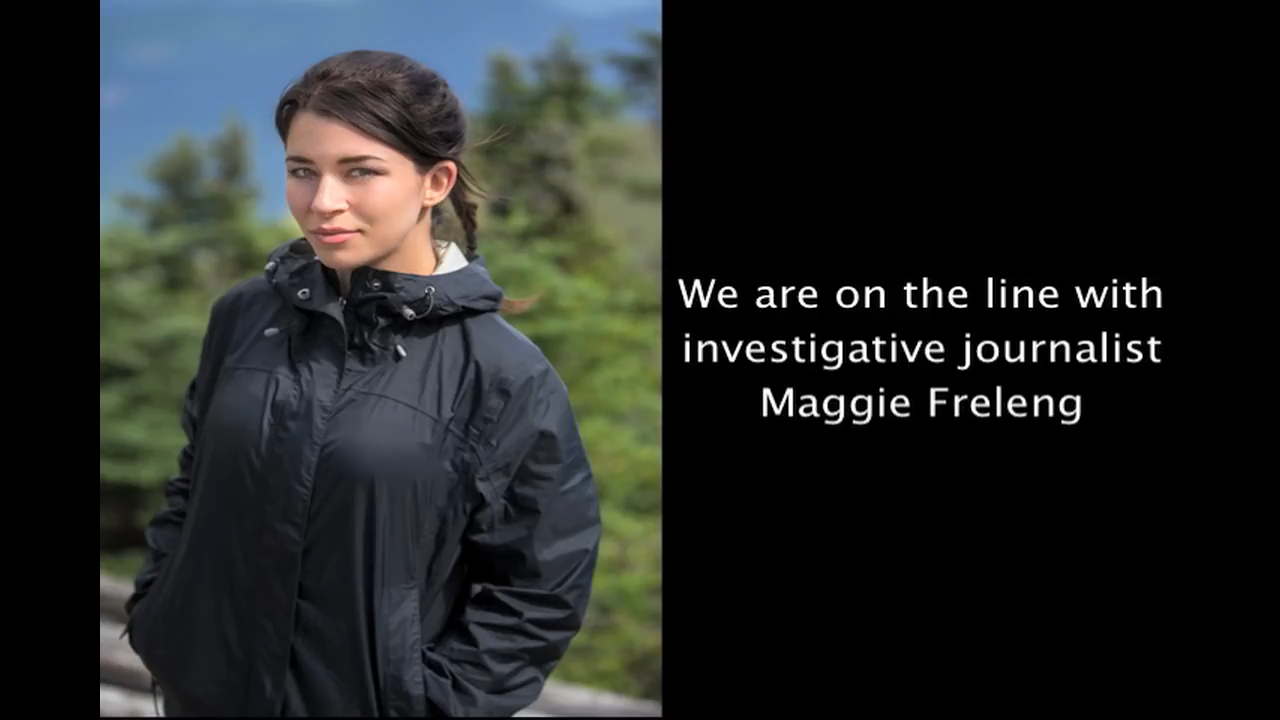 We are on the line with
investigative journalist
Maggie Freleng